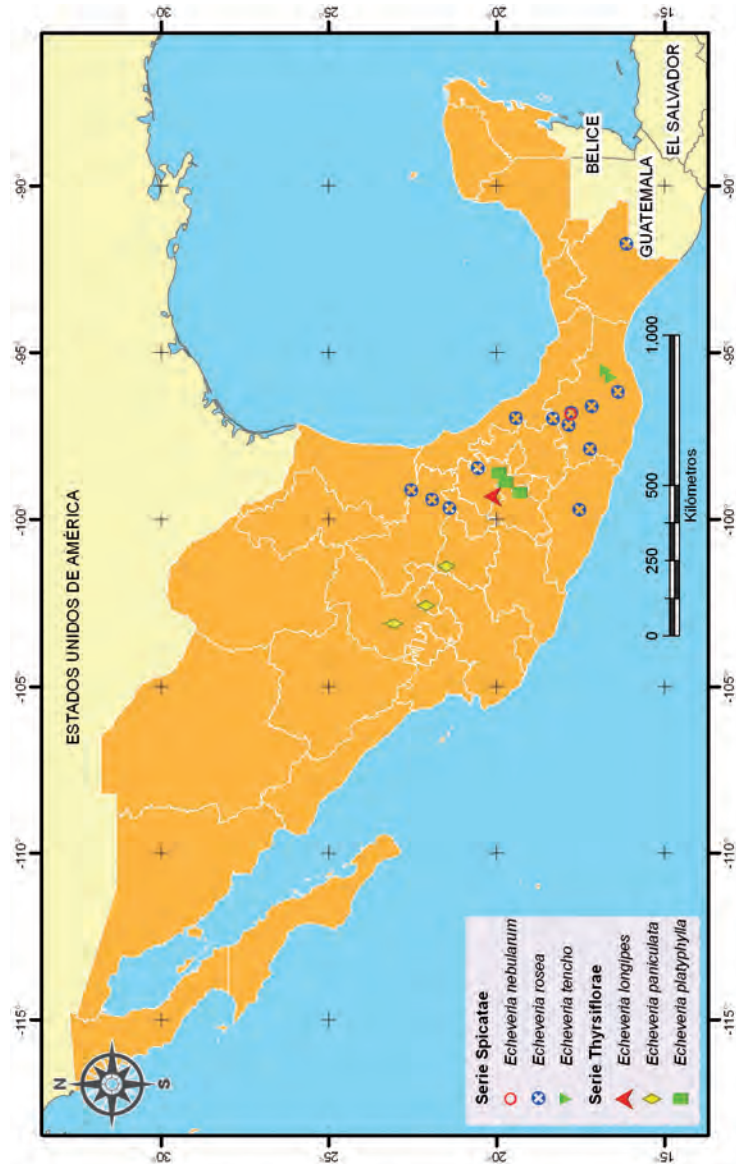 -115°
-110°
-105°
-100°
-95°
-90°
30°
30°
25°
25°
20°
20°
15°
15°
N
S
ESTADOS UNIDOS DE AMÉRICA
BELICE
GUATEMALA
EL SALVADOR
Serie Spicatae
Echeveria nebularum
Echeveria rosea
Echeveria tencho
Serie Thyrsiflorae
Echeveria longipes
Echeveria paniculata
Echeveria platyphylla
0 250 500 1,000
Kilómetros
-115°
-110°
-105°
-100°
-95°
-90°